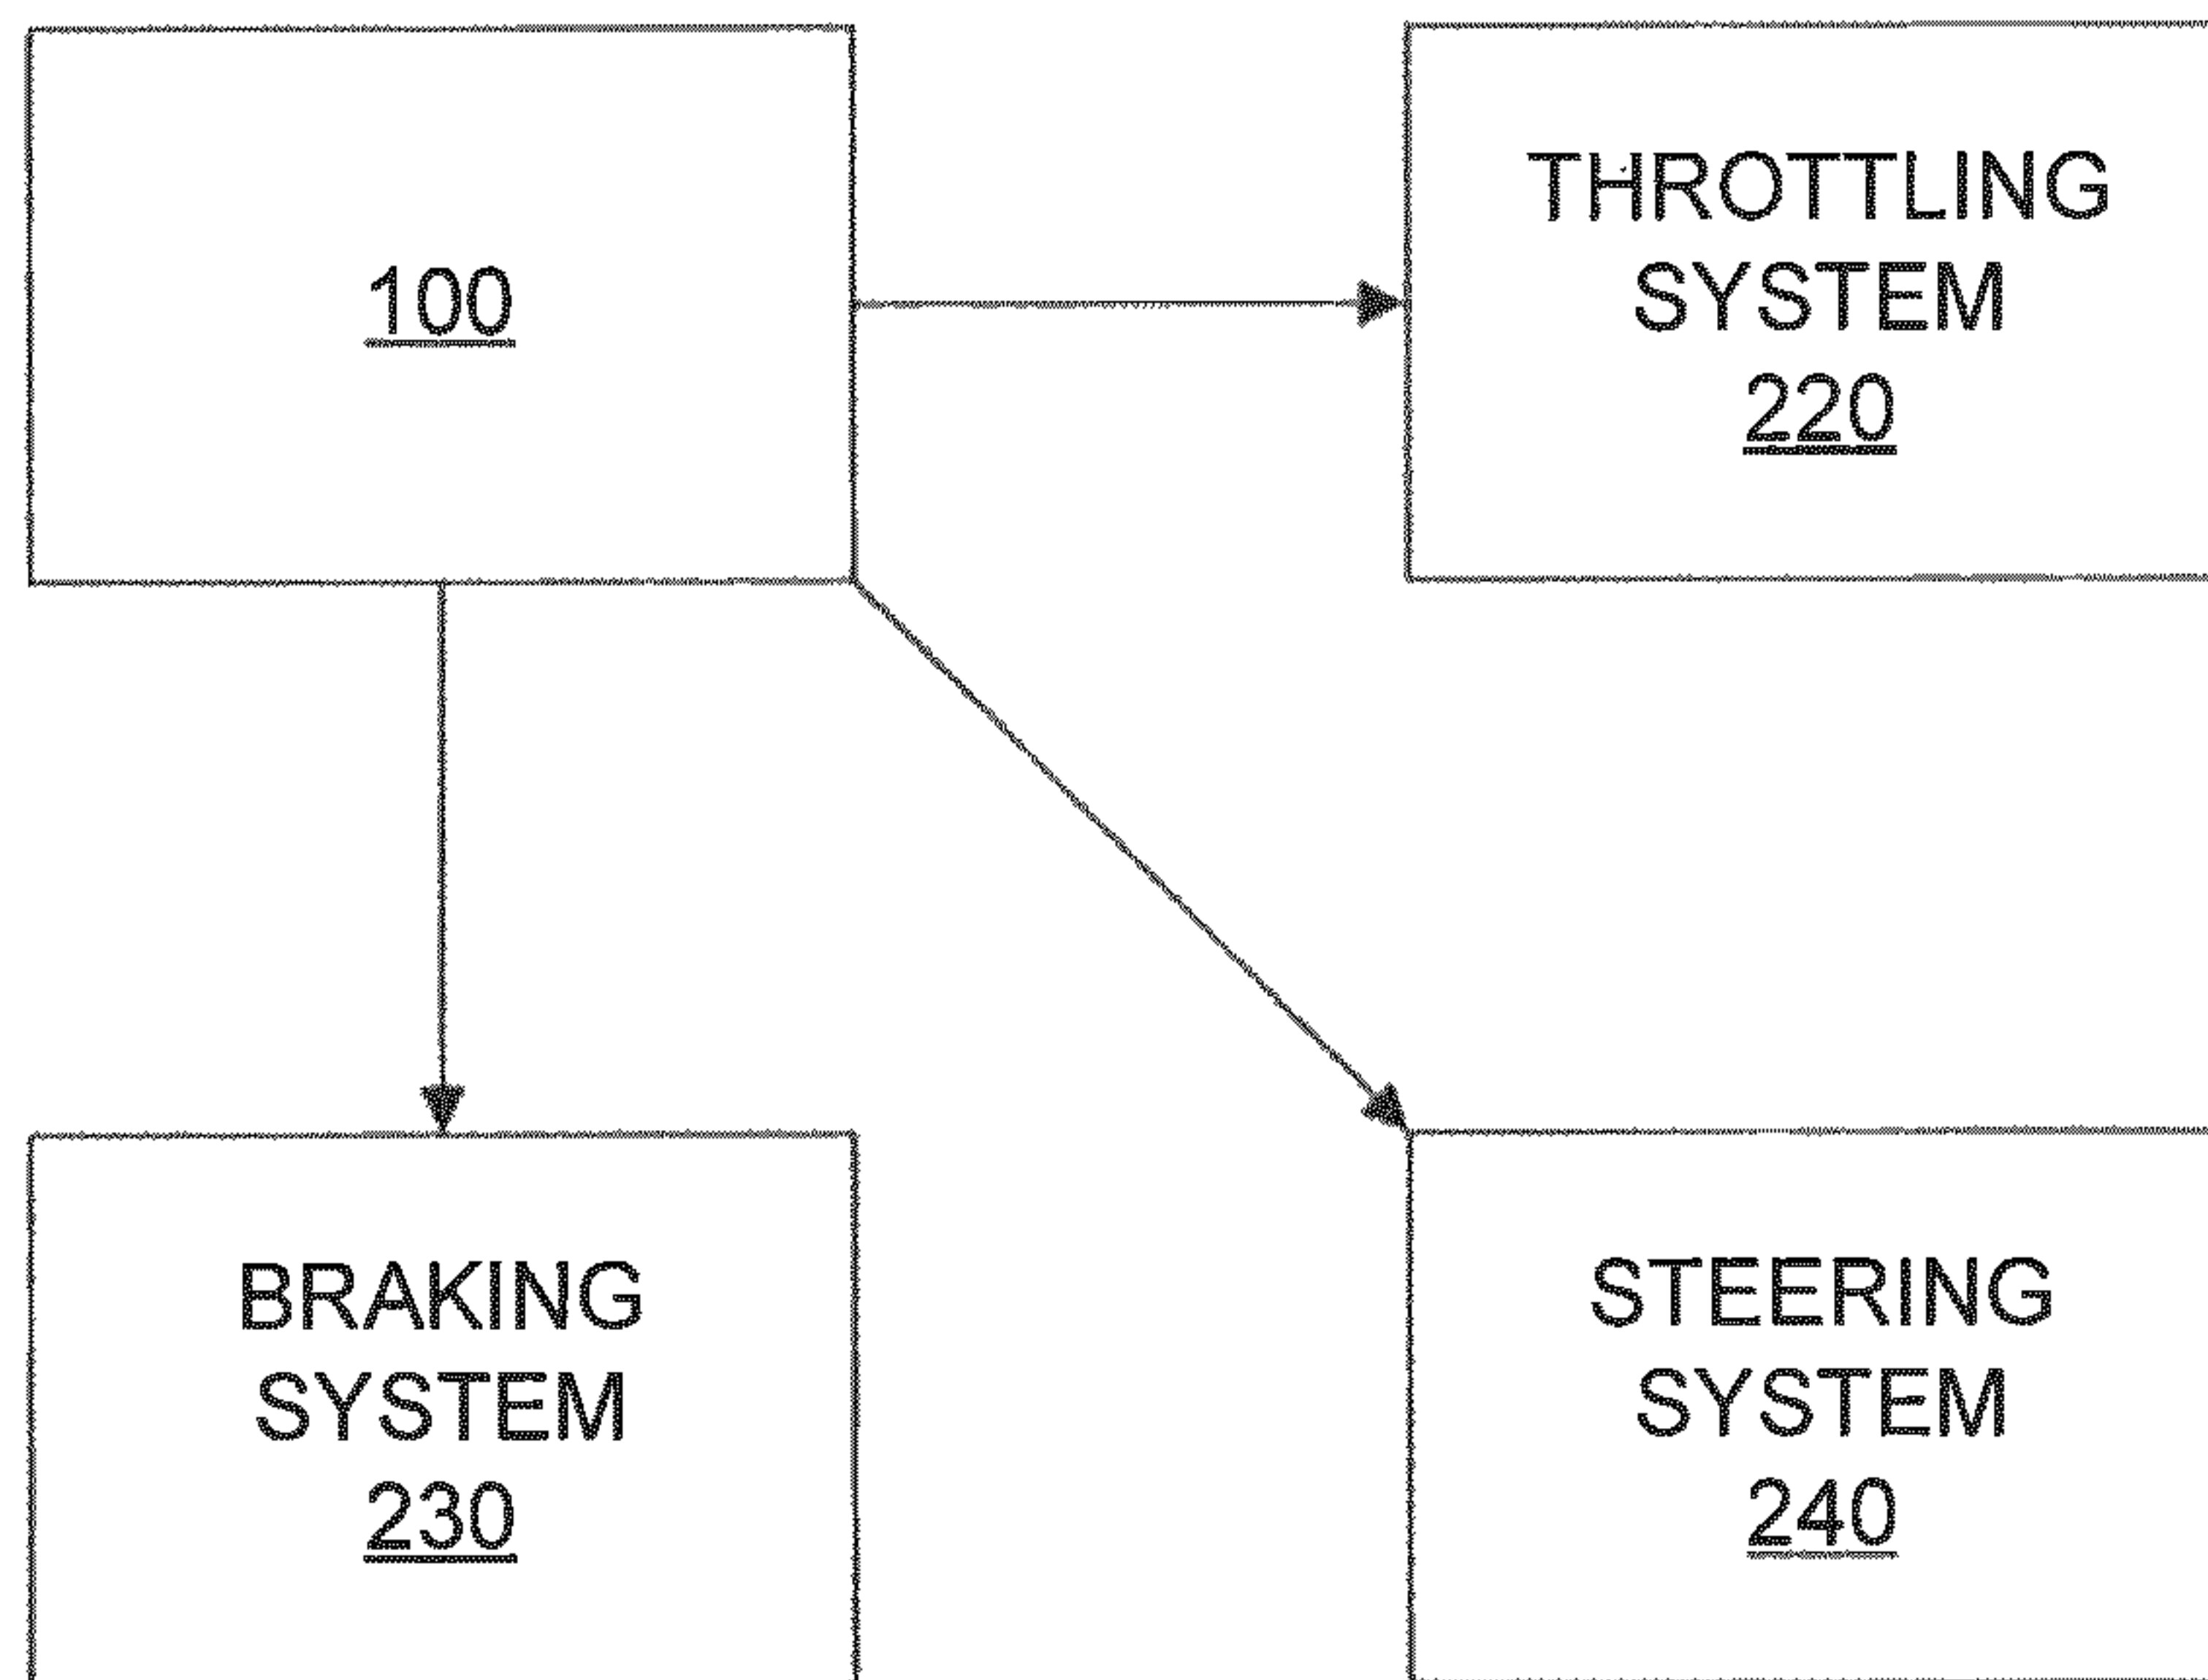 100
THROTTLING
SYSTEM
220
BRAKING
SYSTEM
230
STEERING
SYSTEM
240